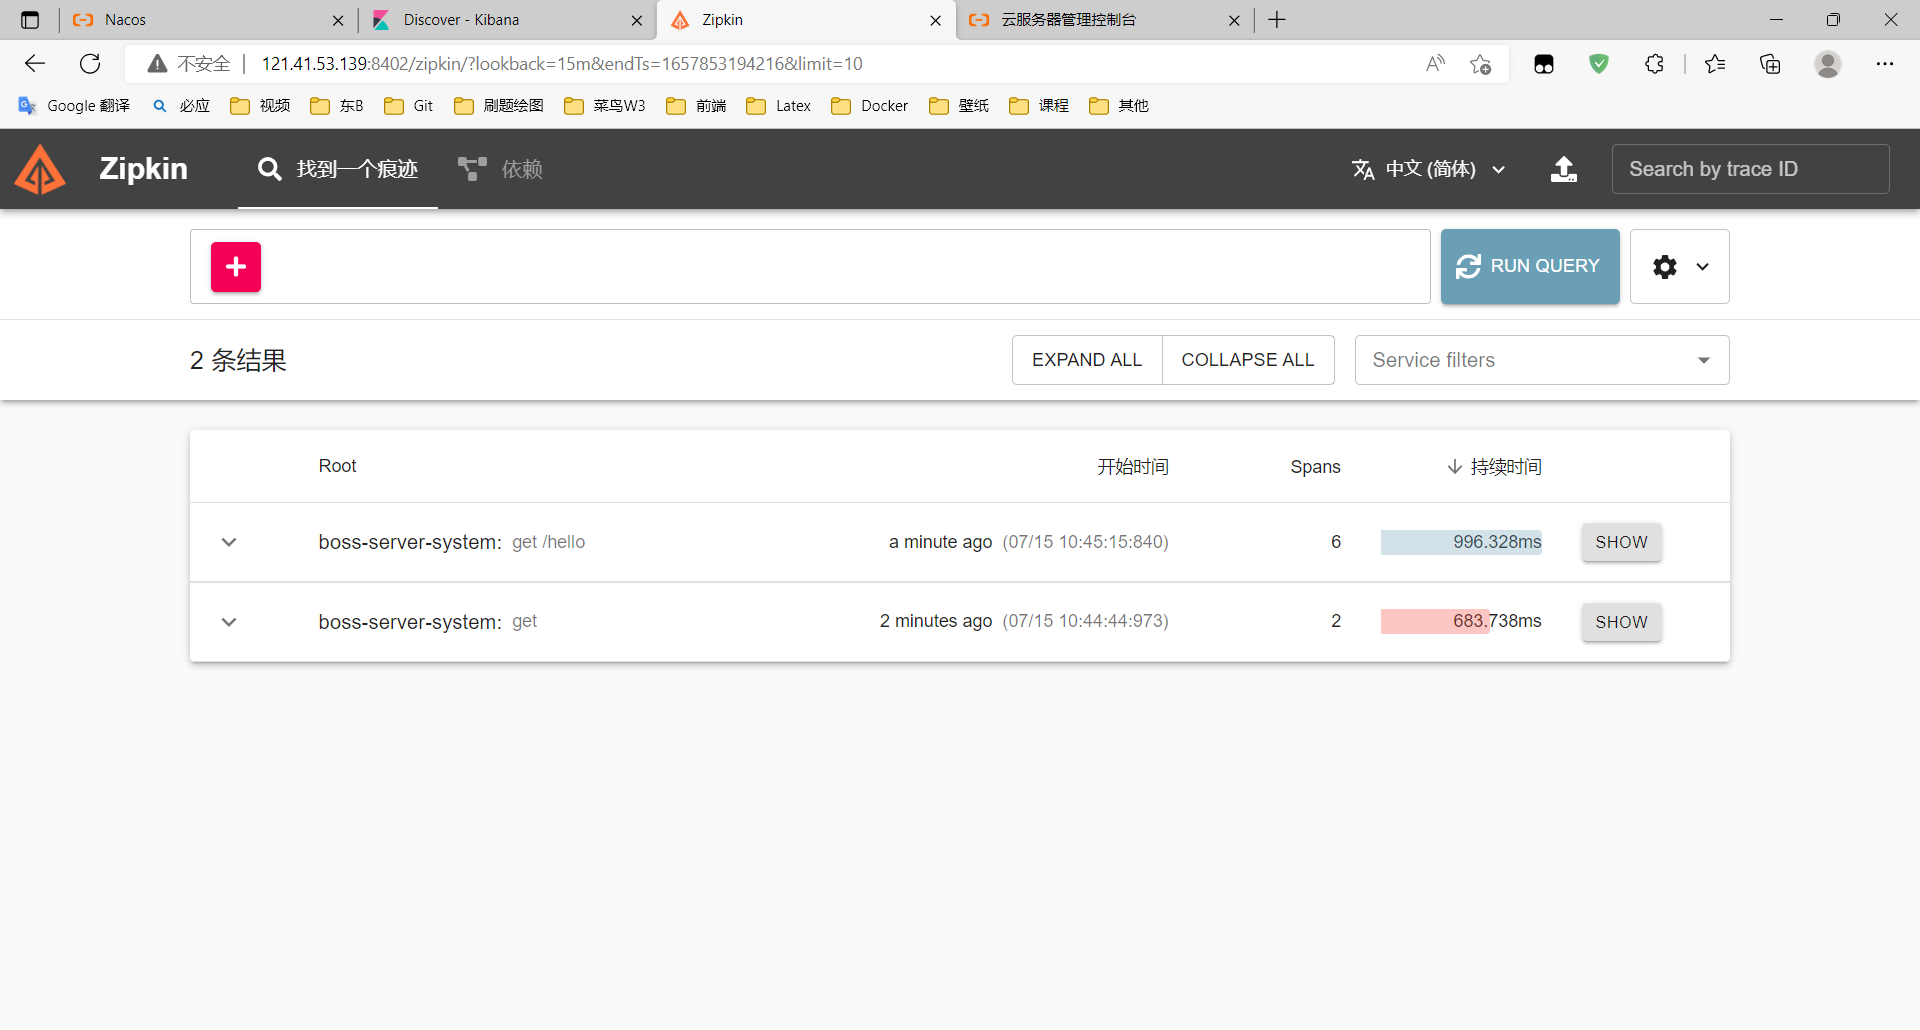 Nacos
Discover - Kibana
Zipkin
云服务器管理控制台
不安全 121.41.53.139:8402/zipkin/?lookback=15m&endTs=1657853194216&limit=10
Google 翻译 必应 视频 东B Git 刷题绘图 菜鸟W3 前端 Latex Docker 壁纸 课程 其他
Zipkin 找到一个痕迹 依赖 中文 (简体) Search by trace ID
RUN QUERY
2 条结果 EXPAND ALL COLLAPSE ALL Service filters
Root 开始时间 Spans 持续时间
boss-server-system: get /hello a minute ago (07/15 10:45:15:840) 6 996.328ms SHOW
boss-server-system: get 2 minutes ago (07/15 10:44:44:973) 2 683.738ms SHOW